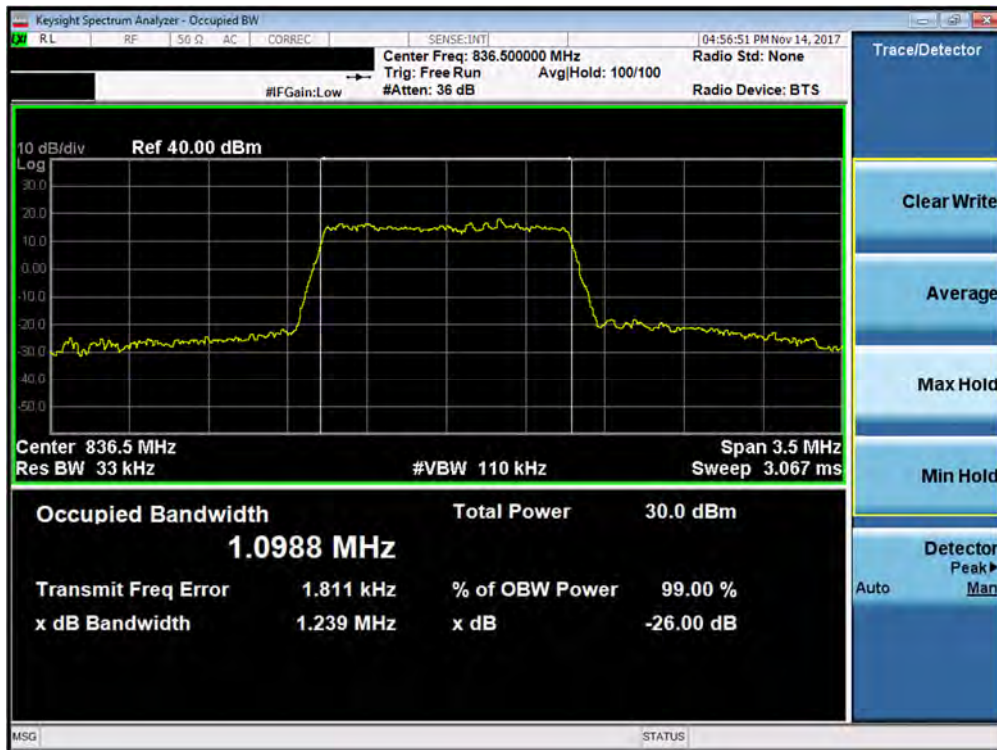 Keysight Spectrum Analyzer - Occupied BW
LXI RL RF 50 Ω AC CORREC SENSE:INT 04:56:51 PM Nov 14, 2017
Center Freq: 836.500000 MHz Radio Std: None
Trig: Free Run Avg|Hold: 100/100
#IFGain:Low #Atten: 36 dB Radio Device: BTS
Trace/Detector
10 dB/div Ref 40.00 dBm
Log
30.0
20.0
10.0
0.00
-10.0
-20.0
-30.0
-40.0
-50.0
Center 836.5 MHz Span 3.5 MHz
Res BW 33 kHz #VBW 110 kHz Sweep 3.067 ms
Occupied Bandwidth Total Power 30.0 dBm
1.0988 MHz
Transmit Freq Error 1.811 kHz % of OBW Power 99.00 %
x dB Bandwidth 1.239 MHz x dB -26.00 dB
Clear Write
Average
Max Hold
Min Hold
Detector
Peak▶
Auto Man
MSG STATUS